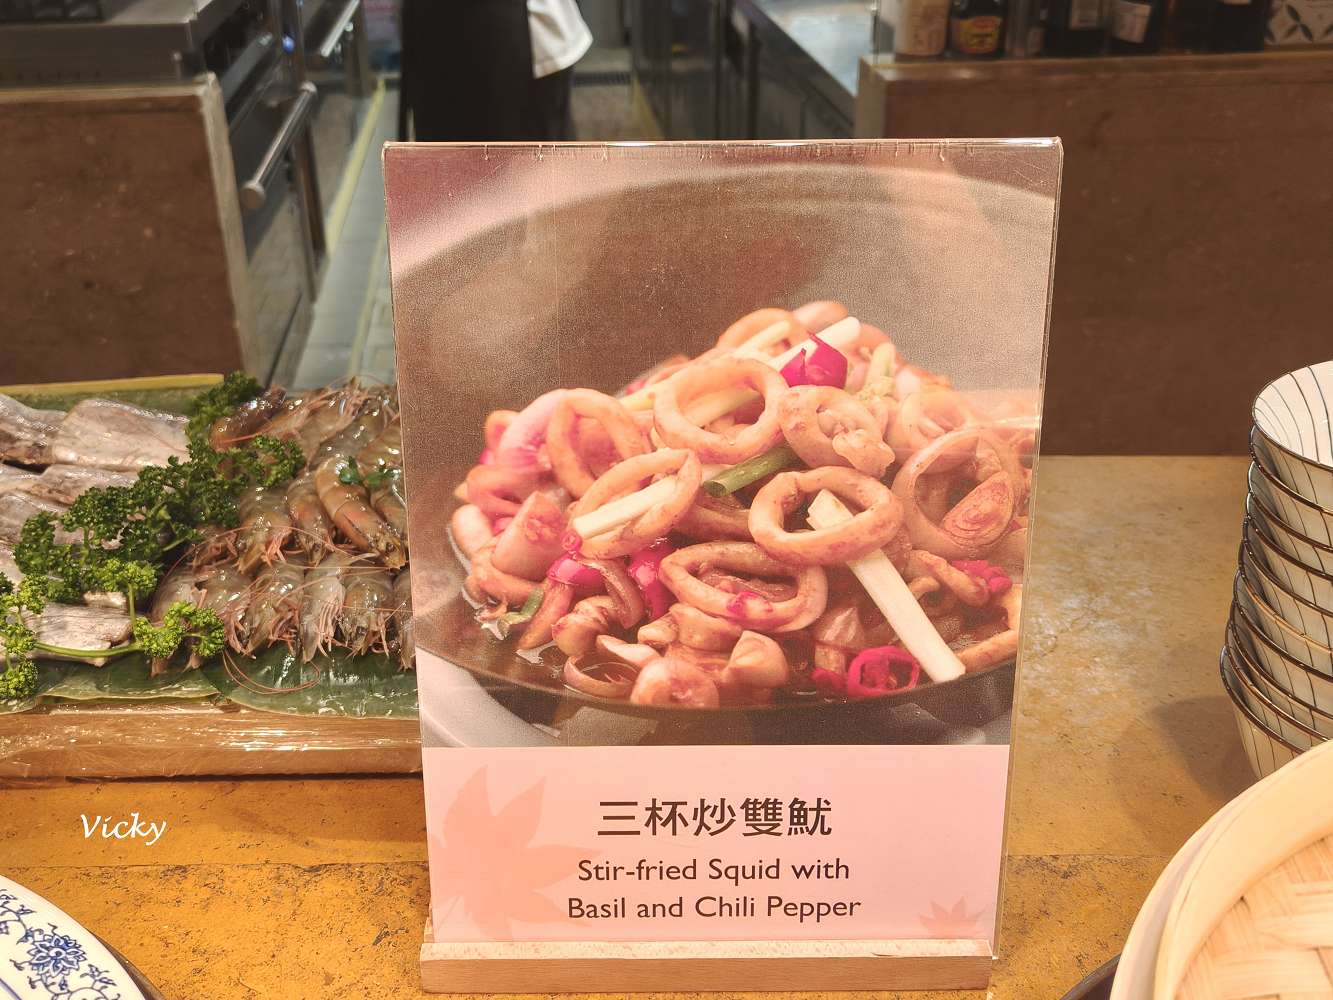 三杯炒雙魷
Stir-fried Squid with
Basil and Chili Pepper
Vicky